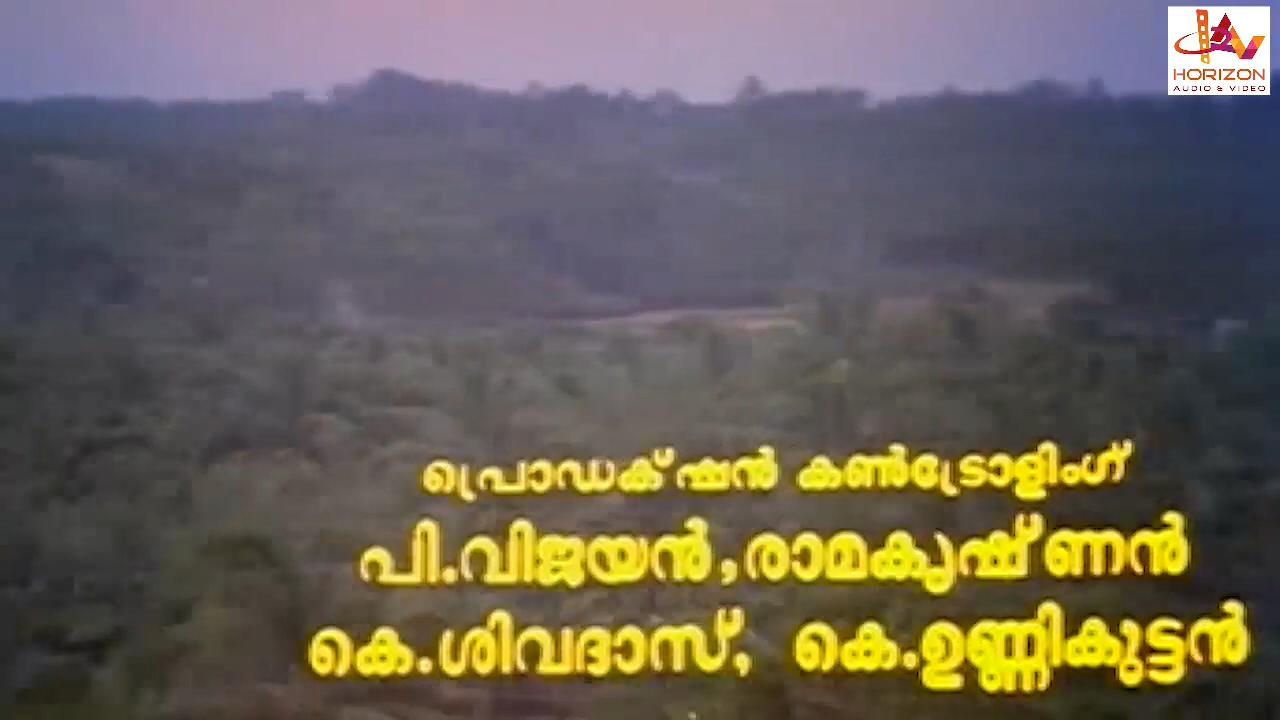 HORIZON
AUDIO & VIDEO
പ്രൊഡക്ഷൻ കൺട്രോളിംഗ്
പി.വിജയൻ, രാമകൃഷ്ണൻ
കെ.ശിവദാസ്, കെ.ഉണ്ണികുട്ടൻ